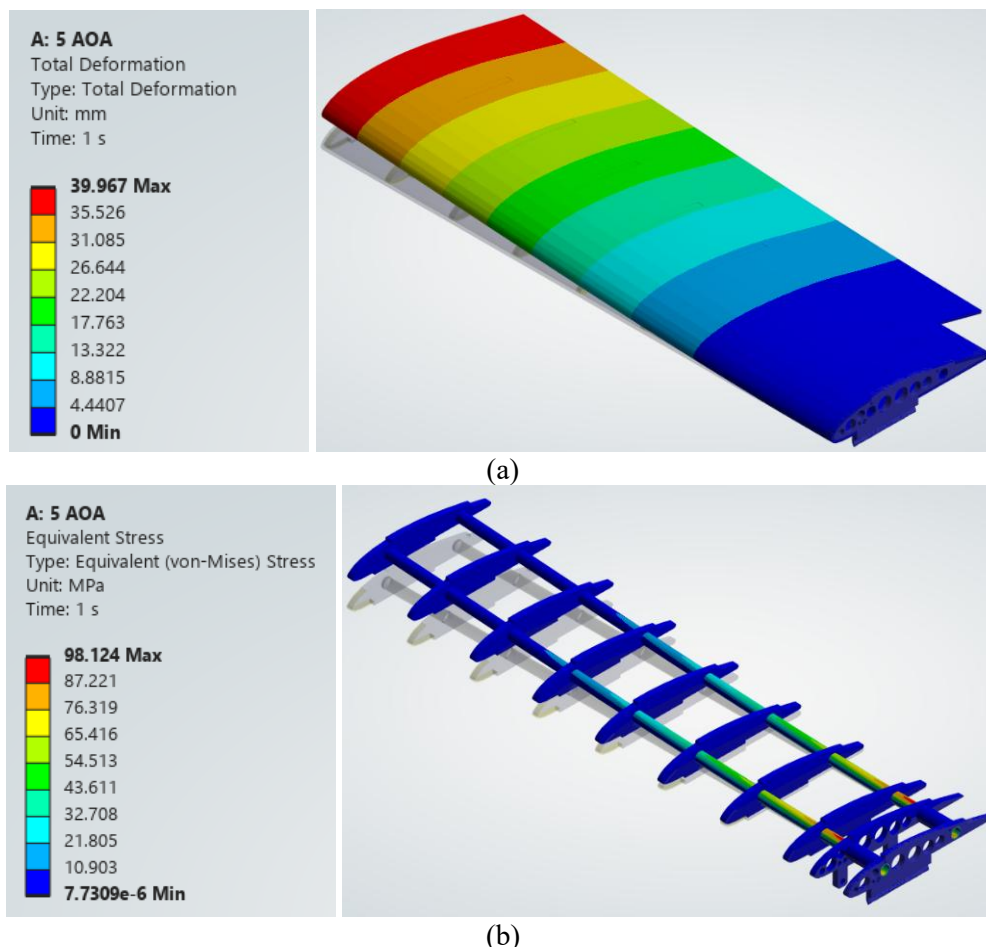 A: 5 AOA
Total Deformation
Type: Total Deformation
Unit: mm
Time: 1 s
39.967 Max
35.526
31.085
26.644
22.204
17.763
13.322
8.8815
4.4407
0 Min
(a)
A: 5 AOA
Equivalent Stress
Type: Equivalent (von-Mises) Stress
Unit: MPa
Time: 1 s
98.124 Max
87.221
76.319
65.416
54.513
43.611
32.708
21.805
10.903
7.7309e-6 Min
(b)